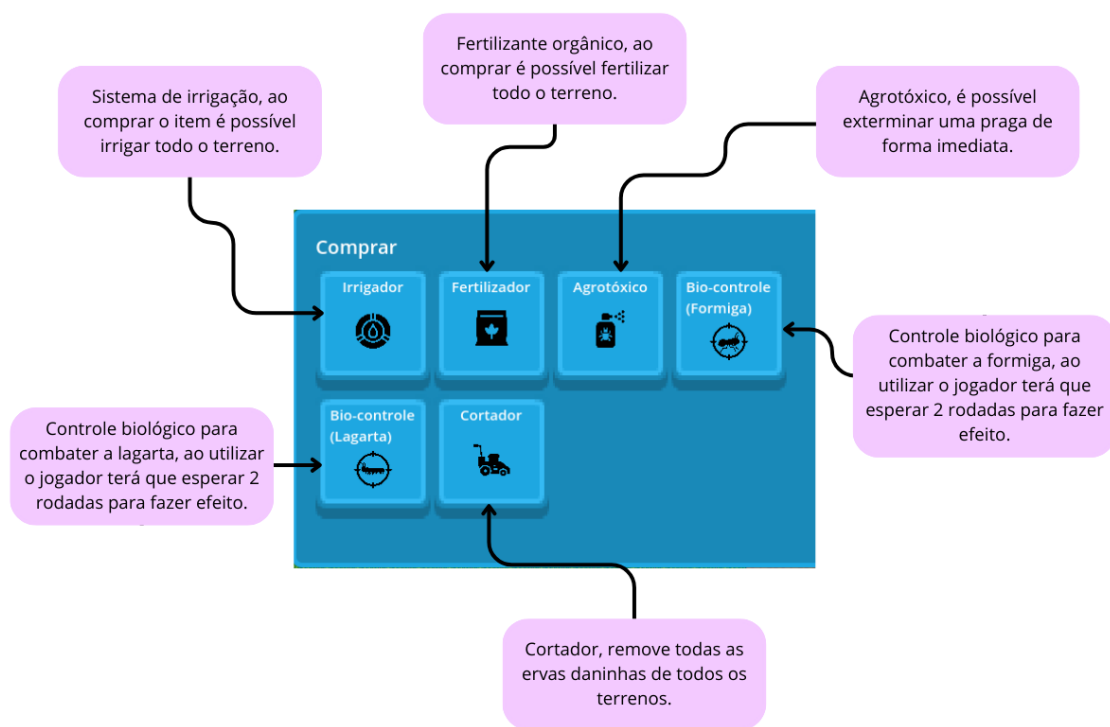 Fertilizante orgânico, ao
comprar é possível fertilizar
todo o terreno.
Sistema de irrigação, ao
comprar o item é possível
irrigar todo o terreno.
Agrotóxico, é possível
exterminar uma praga de
forma imediata.
Comprar
Irrigador
Fertilizador
Agrotóxico
Bio-controle
(Formiga)
Controle biológico para
combater a formiga, ao
utilizar o jogador terá que
esperar 2 rodadas para fazer
efeito.
Bio-controle
(Lagarta)
Cortador
Controle biológico para
combater a lagarta, ao utilizar
o jogador terá que esperar 2
rodadas para fazer efeito.
Cortador, remove todas as
ervas daninhas de todos os
terrenos.